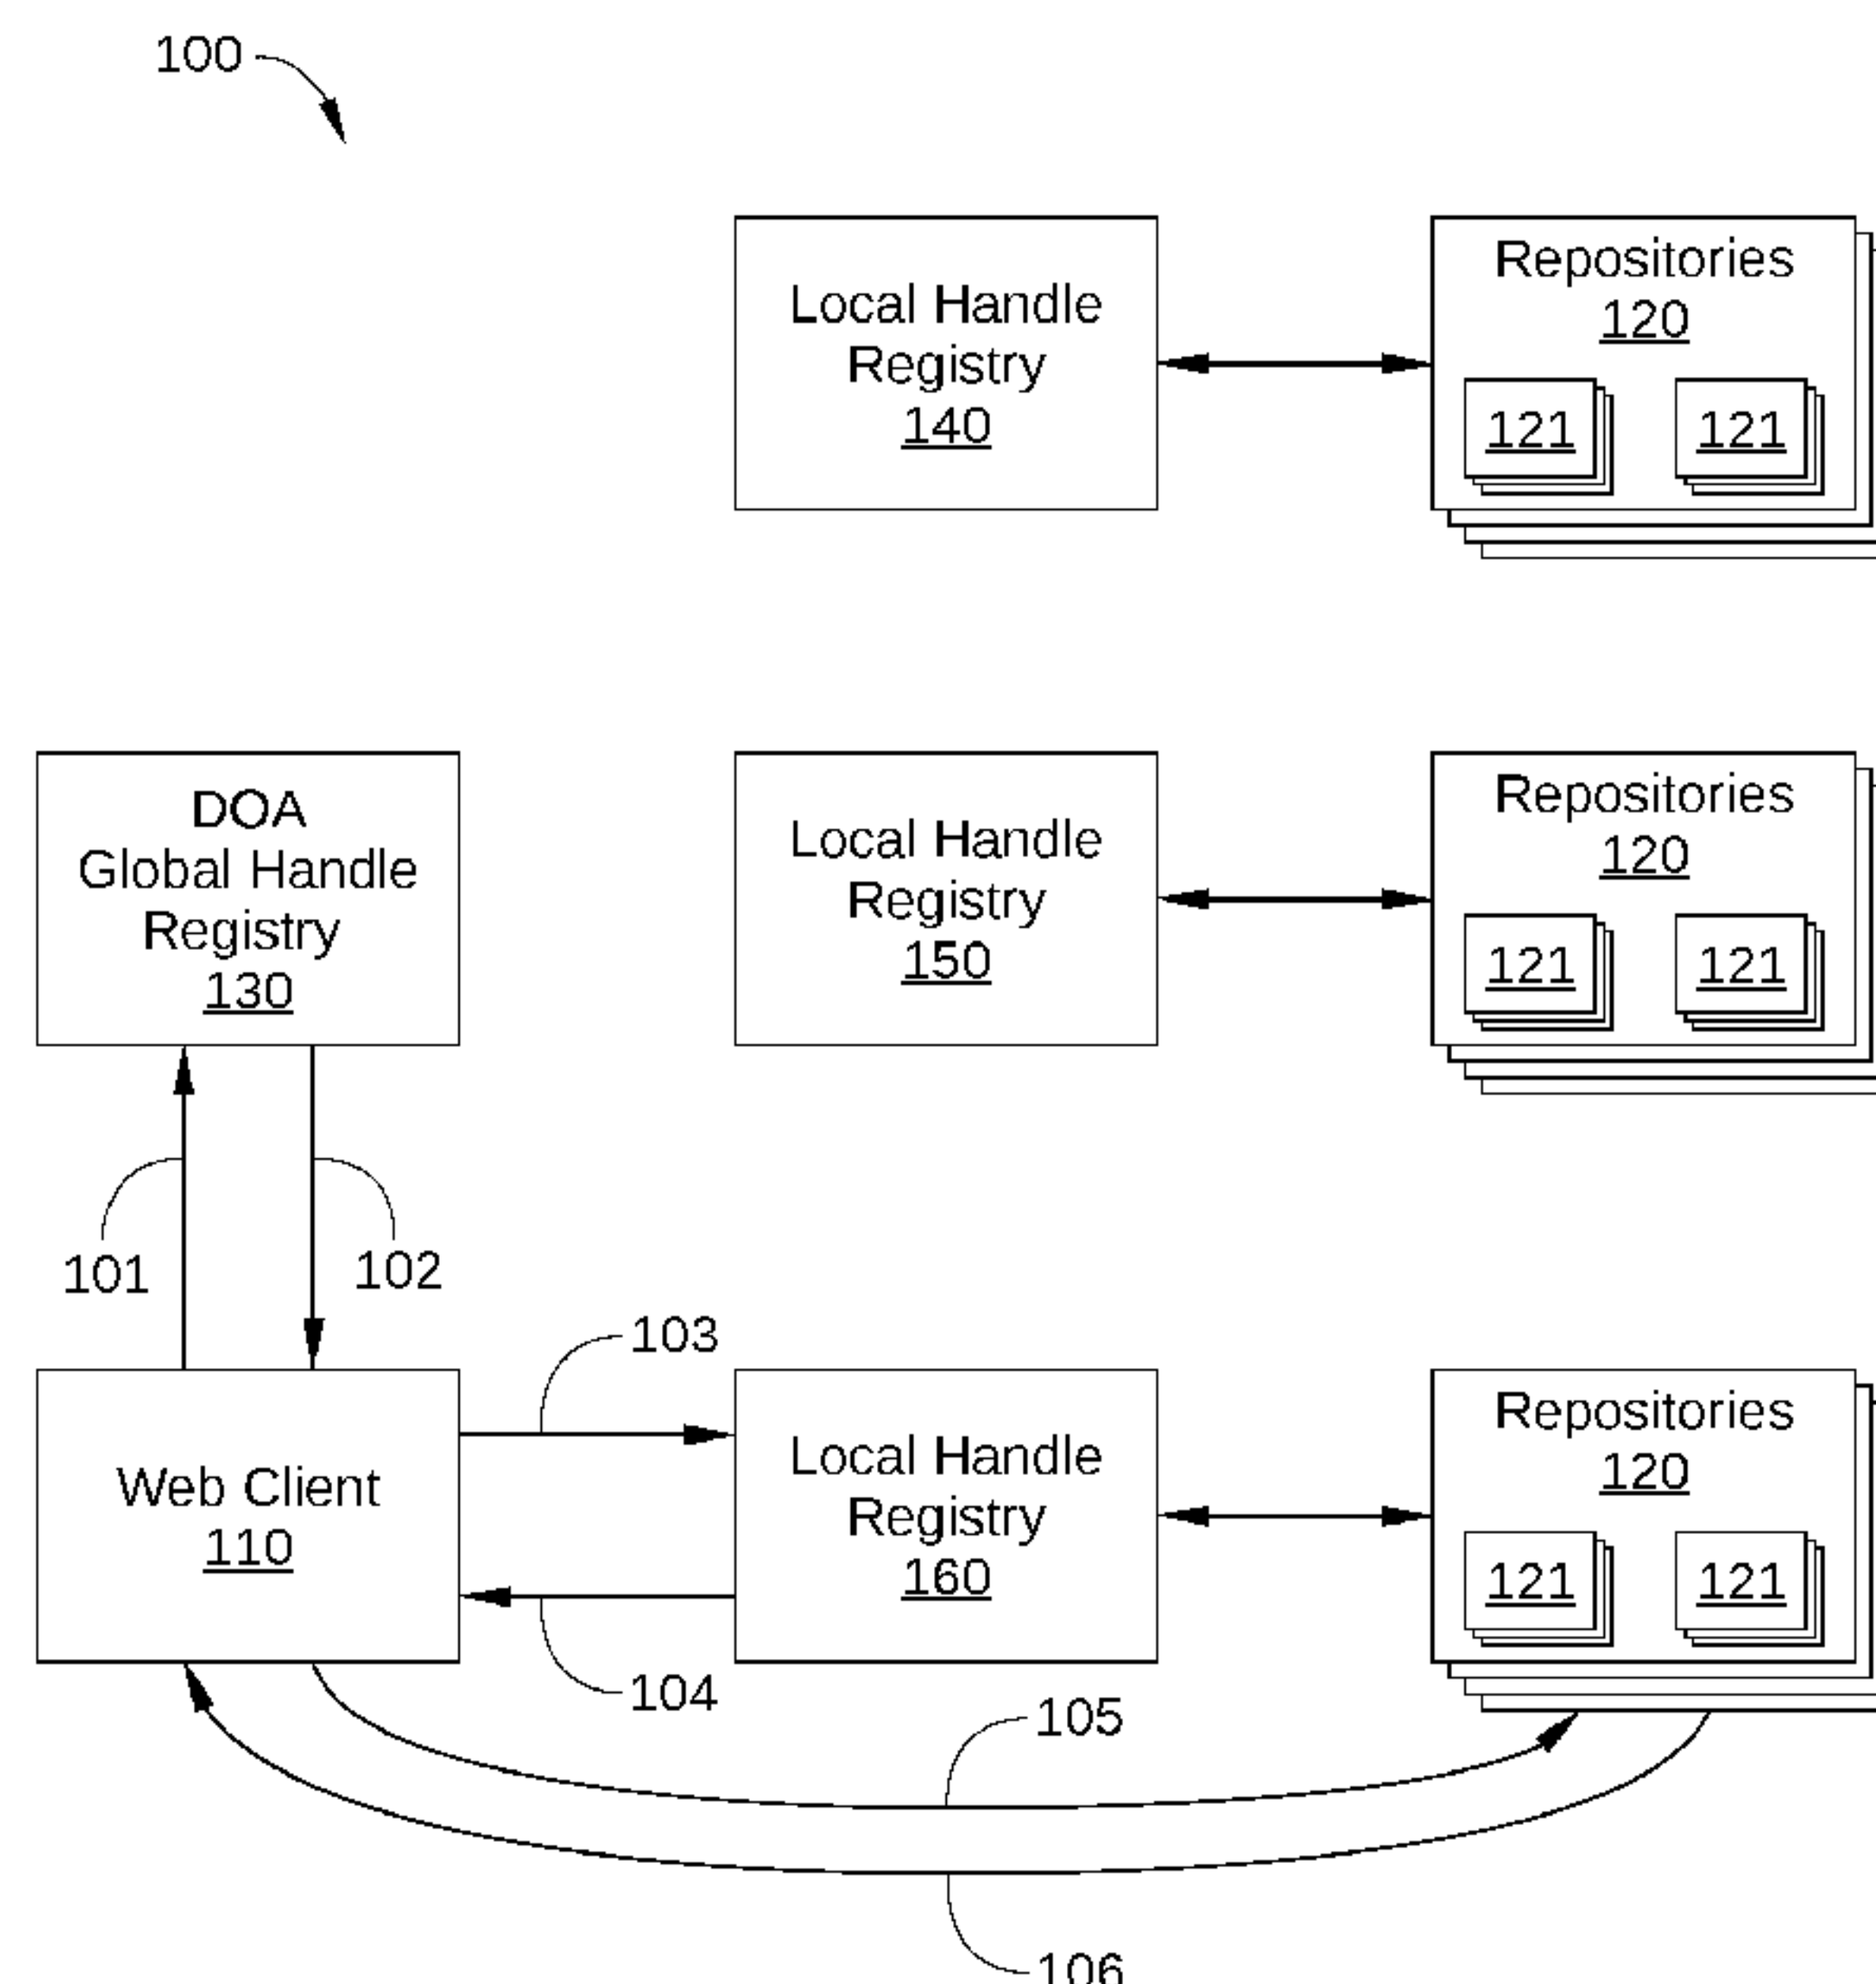 100
Local Handle
Registry
140
Repositories
120
121 121
DOA
Global Handle
Registry
130
Local Handle
Registry
150
Repositories
120
121 121
101
102
103
Web Client
110
Local Handle
Registry
160
Repositories
120
121 121
104
105
106